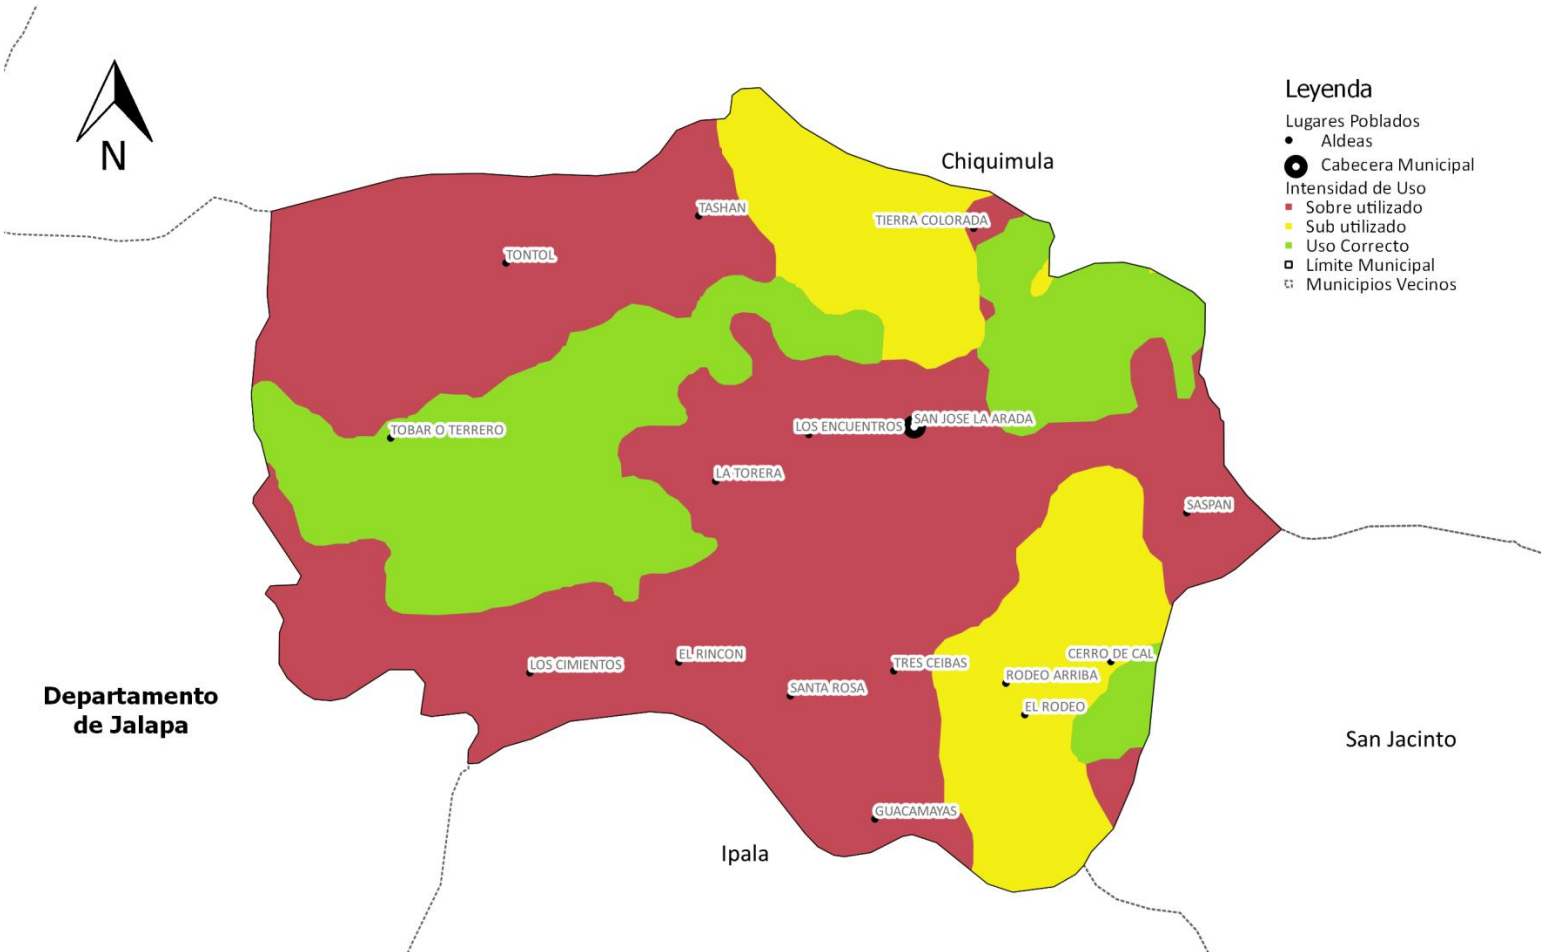 N
Leyenda
Lugares Poblados
Aldeas
Cabecera Municipal
Intensidad de Uso
Sobre utilizado
Sub utilizado
Uso Correcto
Límite Municipal
Municipios Vecinos
Chiquimula
TASHAN
TIERRA COLORADA
TONTOL
TOBAR O TERRERO
LOS ENCUENTROS
SAN JOSE LA ARADA
LA TORERA
SASPAN
LOS CIMIENTOS
EL RINCON
SANTA ROSA
TRES CEIBAS
CERRO DE CAL
RODEO ARRIBA
EL RODEO
Departamento
de Jalapa
San Jacinto
GUACAMAYAS
Ipala